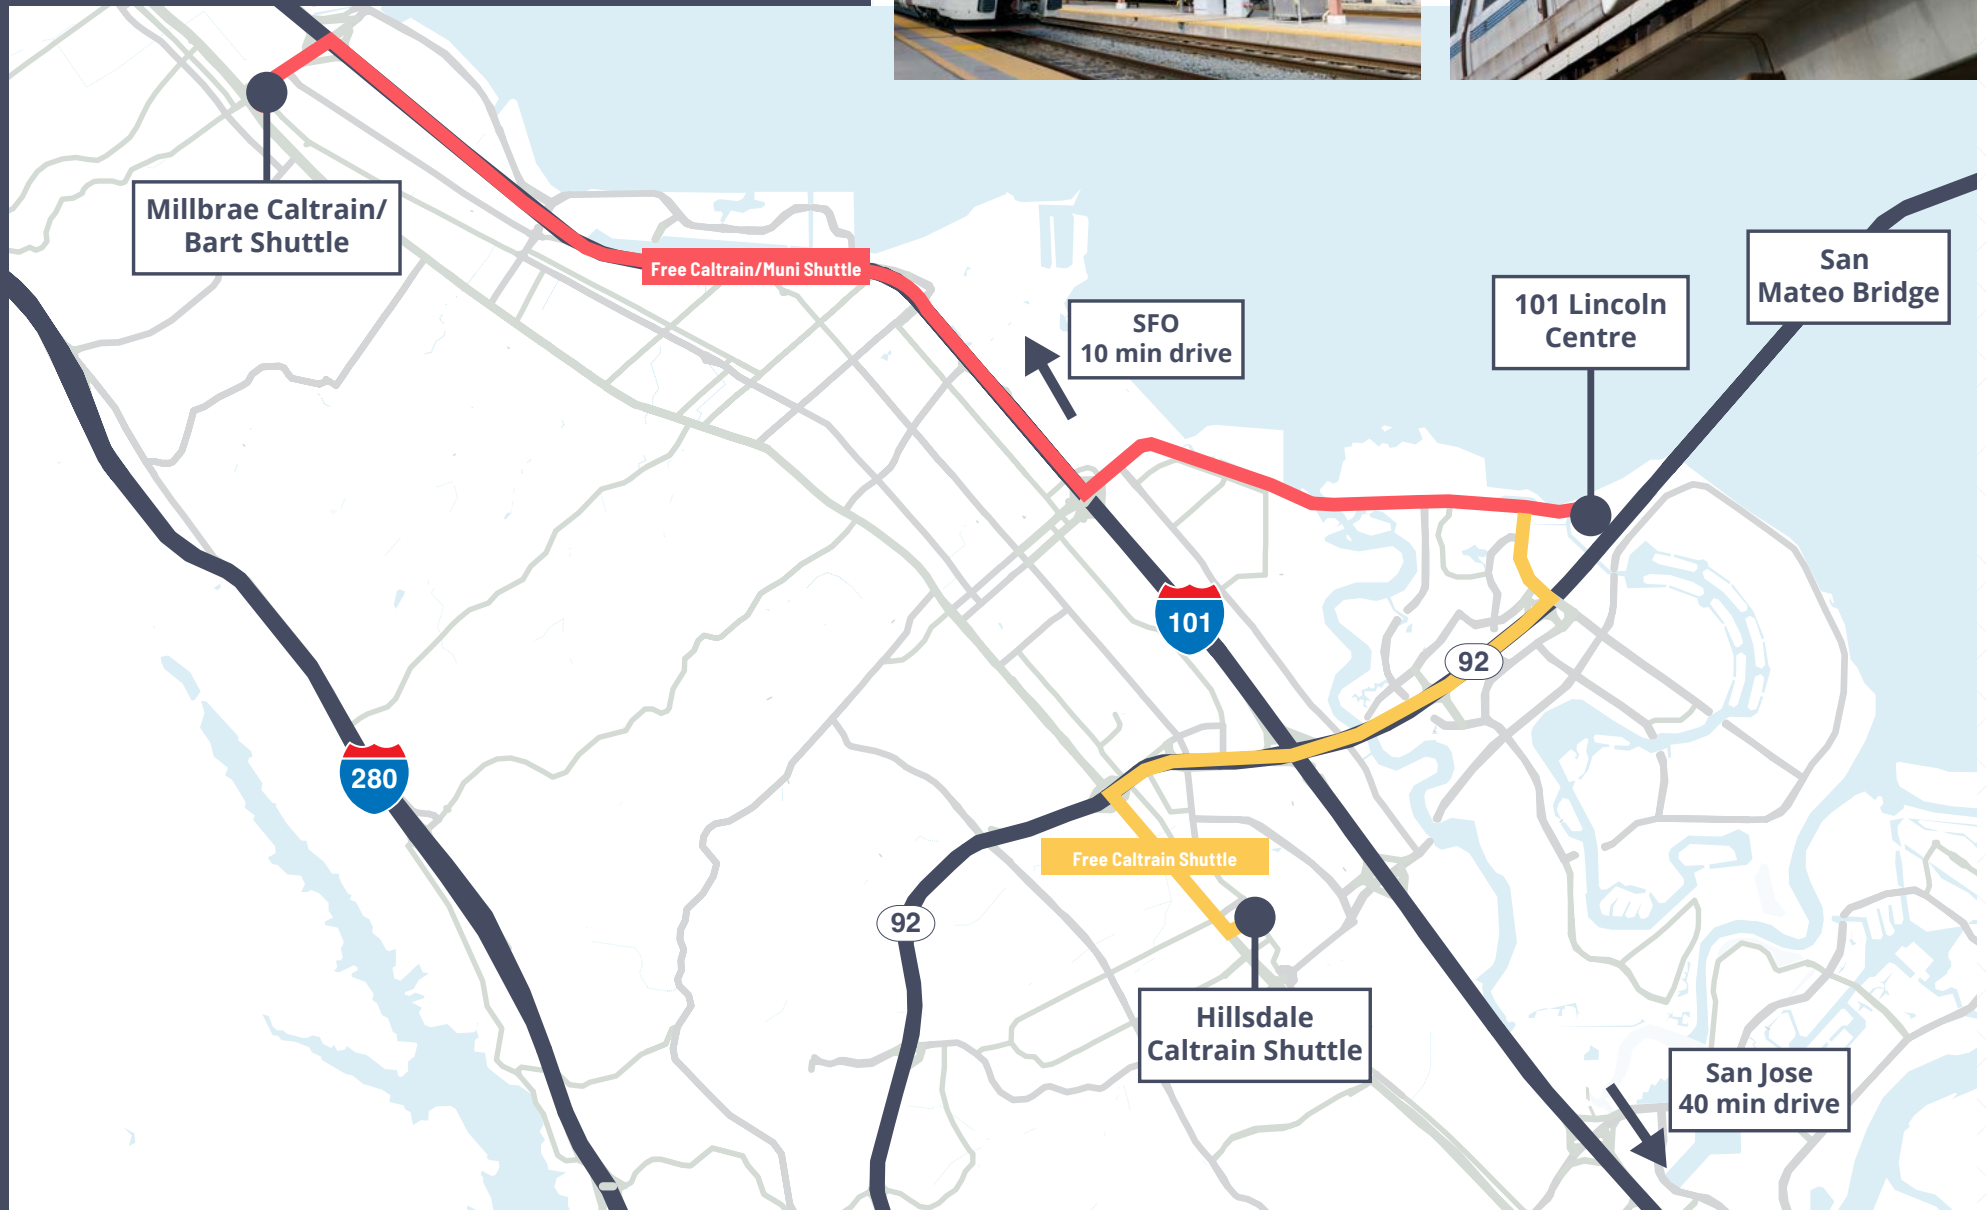 Millbrae Caltrain/
Bart Shuttle
Free Caltrain/Muni Shuttle
SFO
10 min drive
101 Lincoln
Centre
San
Mateo Bridge
101
92
280
Free Caltrain Shuttle
92
Hillsdale
Caltrain Shuttle
San Jose
40 min drive